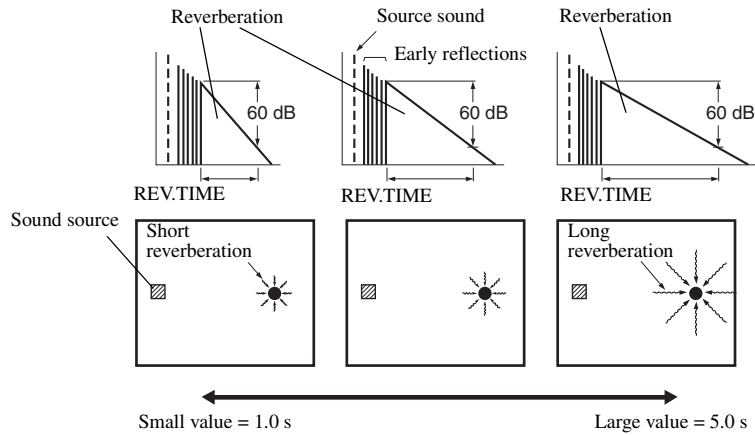 Reverberation
Source sound
Reverberation
Early reflections
60 dB
60 dB
60 dB
REV.TIME
REV.TIME
REV.TIME
Sound source
Short
reverberation
Long
reverberation
Small value = 1.0 s
Large value = 5.0 s